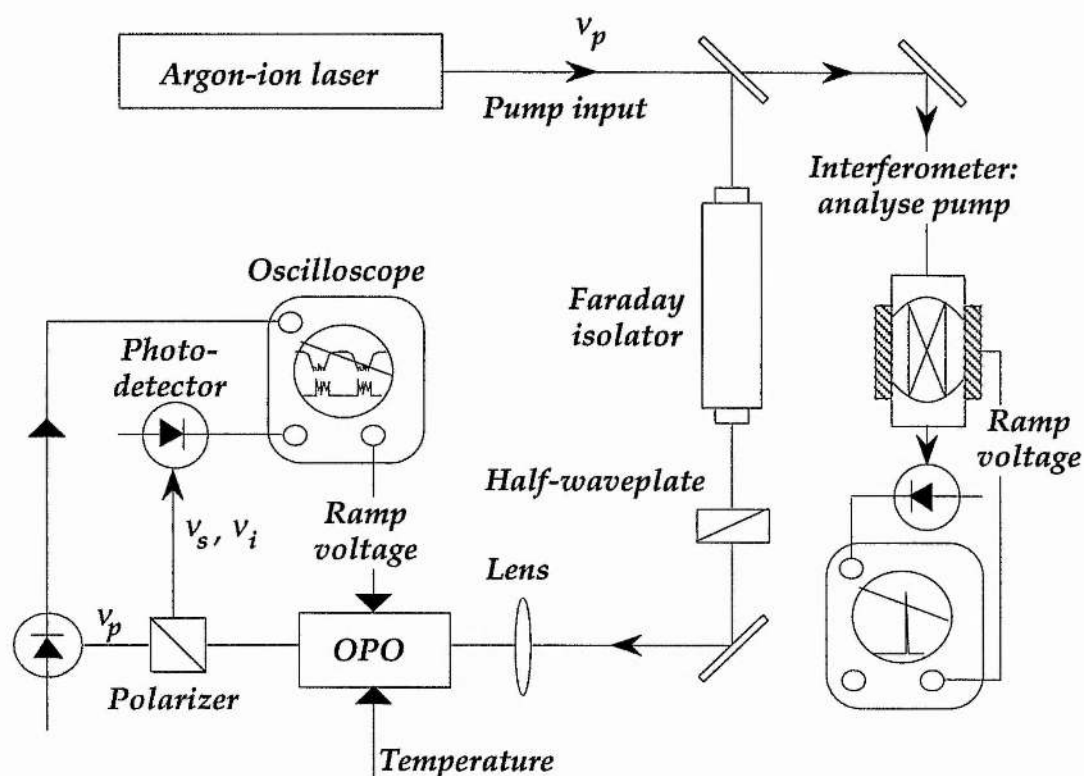 ν_p
Argon-ion laser
Pump input
Interferometer:
analyse pump
Oscilloscope
Faraday
isolator
Photo-
detector
Ramp
voltage
Half-waveplate
ν_s, ν_i
Ramp
voltage
Lens
ν_p
OPO
Polarizer
Temperature